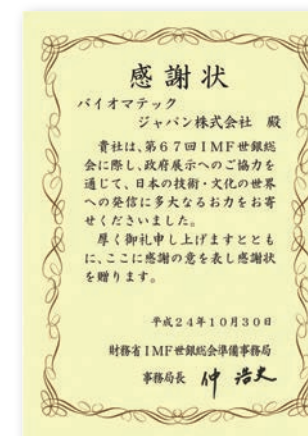 感謝状
バイオマテック
ジャパン株式会社 殿
貴社は、第67回IMF世銀総
会に際し、政府展示へのご協力を
通じて、日本の技術・文化の世界
への発信に多大なるお力をお寄
せくださいました。
厚く御礼申し上げますととも
に、ここに感謝の意を表し感謝状
を贈ります。
平成24年10月30日
財務省IMF世銀総会準備事務局
事務局長 仲 浩史